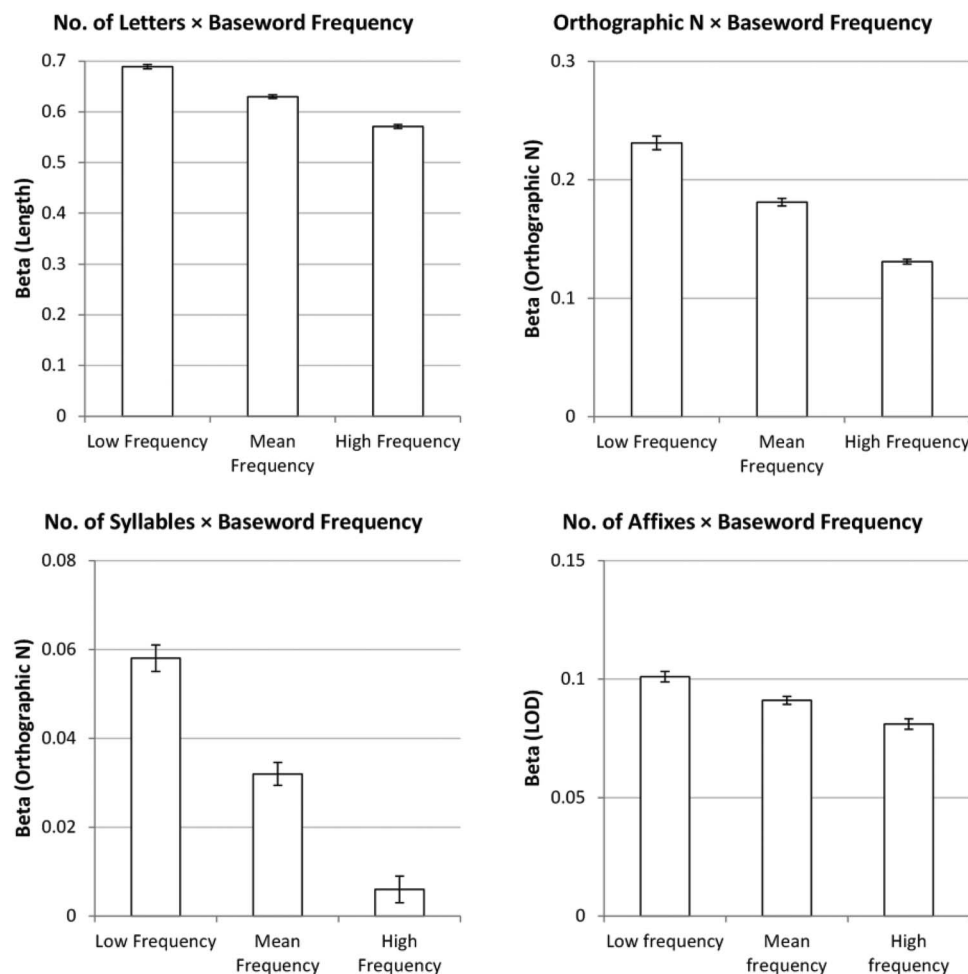 No. of Letters × Baseword Frequency
Beta (Length)
0.7
0.6
0.5
0.4
0.3
0.2
0.1
0
Low Frequency
Mean
Frequency
High Frequency
Orthographic N × Baseword Frequency
Beta (Orthographic N)
0.3
0.2
0.1
0
Low Frequency
Mean
Frequency
High Frequency
No. of Syllables × Baseword Frequency
Beta (Orthographic N)
0.08
0.06
0.04
0.02
0
Low Frequency
Mean
Frequency
High
Frequency
No. of Affixes × Baseword Frequency
Beta (LOD)
0.15
0.1
0.05
0
Low frequency
Mean
frequency
High
frequency